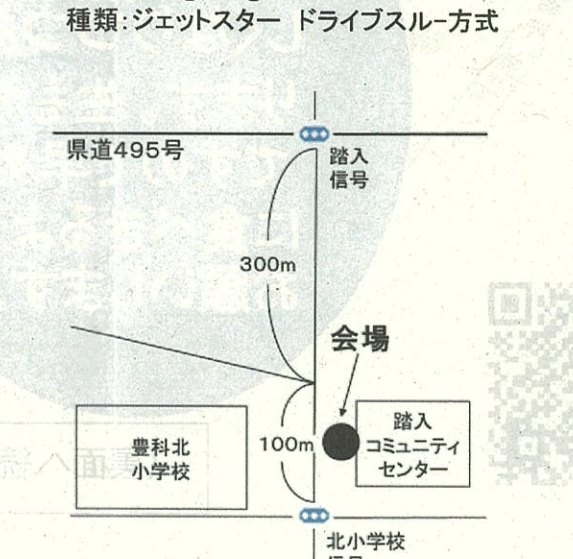 種類:ジェットスター ドライブスルー方式
県道495号
踏入
信号
300m
会場
豊科北
小学校
100m
踏入
コミュニティ
センター
北小学校